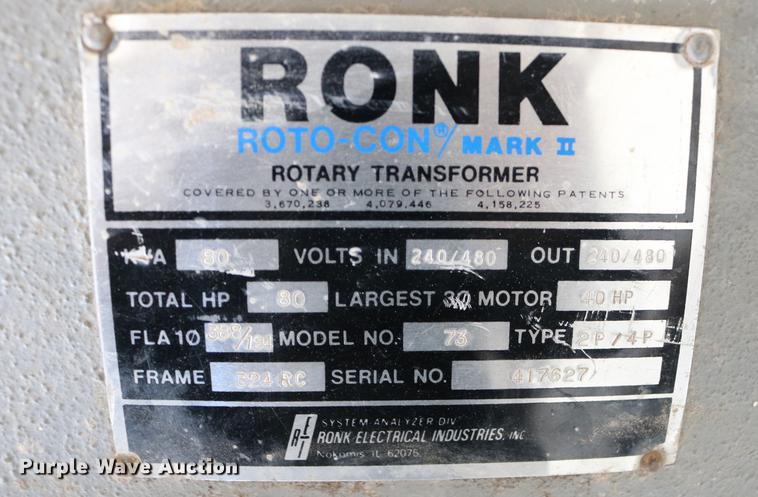 RONK
ROTO-CON®/MARK II
ROTARY TRANSFORMER
COVERED BY ONE OR MORE OF THE FOLLOWING PATENTS
3,670,238 4,079,446 4,158,225
KVA 80 VOLTS IN 240/480 OUT 240/480
TOTAL HP 80 LARGEST 3Ø MOTOR 40 HP
FLA 1Ø 388/194 MODEL NO. 73 TYPE 2P/4P
FRAME 324 RC SERIAL NO. 417627
SYSTEM ANALYZER DIV
REI RONK ELECTRICAL INDUSTRIES, INC
Nokomis IL 62075
Purple Wave Auction